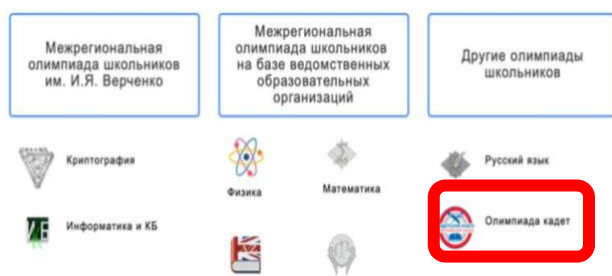 Межрегиональная
олимпиада школьников
им. И.Я. Верченко
Межрегиональная
олимпиада школьников
на базе ведомственных
образовательных
организаций
Другие олимпиады
школьников
Криптография
Информатика и КБ
Физика
Математика
Русский язык
Олимпиада кадет